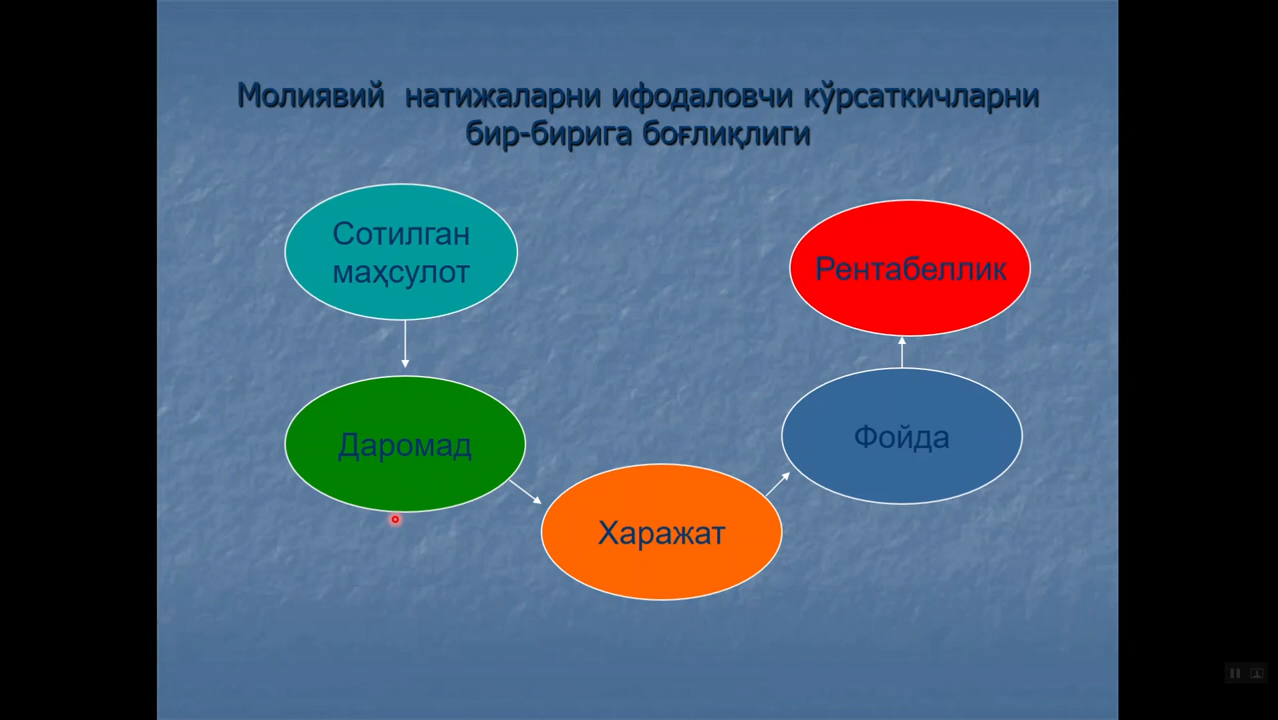 Молиявий натижаларни ифодаловчи кўрсаткичларни
бир-бирига боғлиқлиги
Сотилган
маҳсулот
Даромад
Харажат
Фойда
Рентабеллик